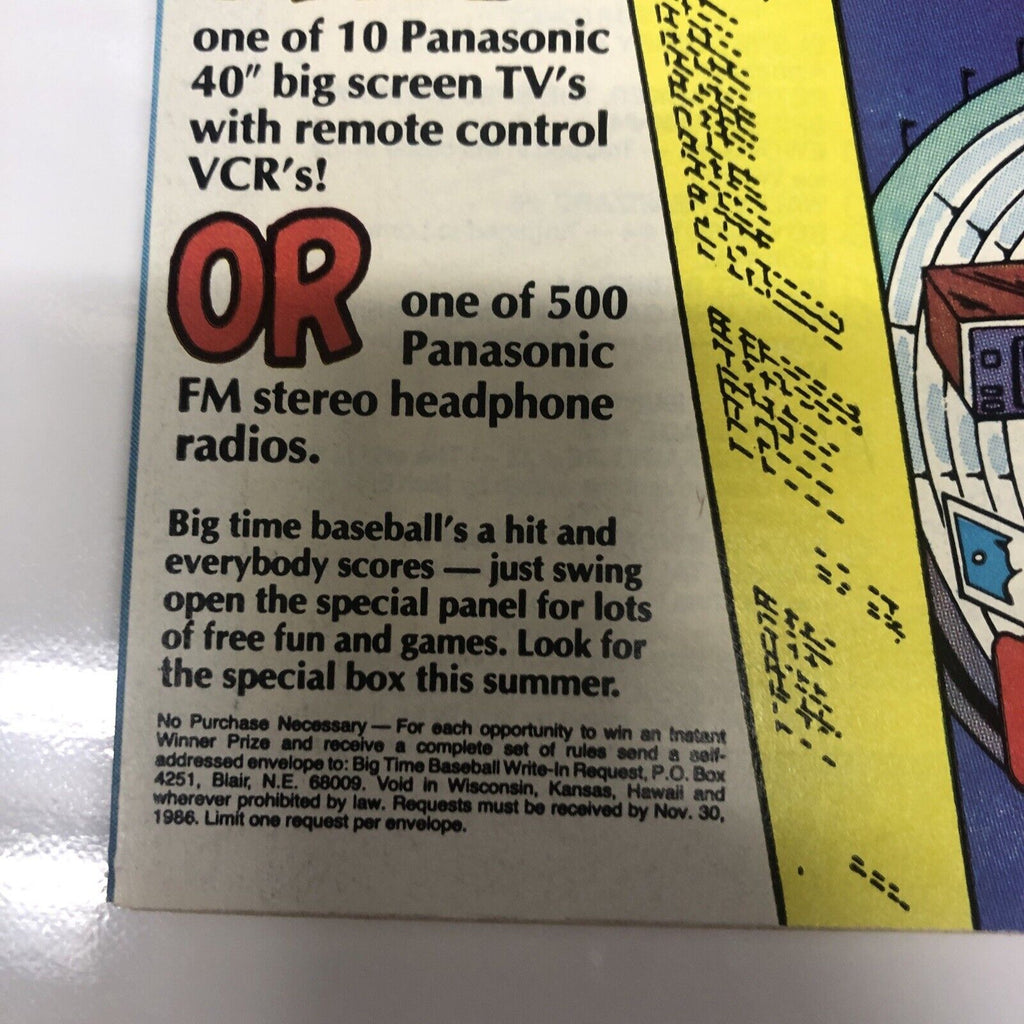 one of 10 Panasonic
40″ big screen TV's
with remote control
VCR's!
OR one of 500
Panasonic
FM stereo headphone
radios.
Big time baseball's a hit and
everybody scores — just swing
open the special panel for lots
of free fun and games. Look for
the special box this summer.
No Purchase Necessary — For each opportunity to win an Instant
Winner Prize and receive a complete set of rules send a self-
addressed envelope to: Big Time Baseball Write-In Request, P.O. Box
4251, Blair, N.E. 68009. Void in Wisconsin, Kansas, Hawaii and
wherever prohibited by law. Requests must be received by Nov. 30,
1986. Limit one request per envelope.